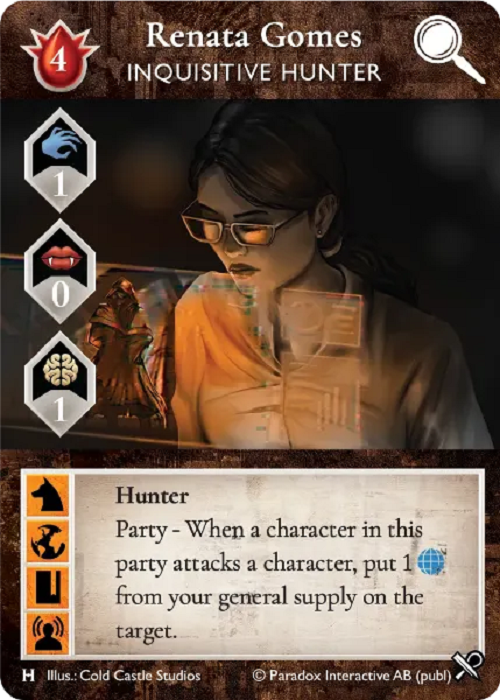 4
Renata Gomes
INQUISITIVE HUNTER
1
0
1
Hunter
Party - When a character in this
party attacks a character, put 1
from your general supply on the
target.
H Illus.: Cold Castle Studios © Paradox Interactive AB (publ)